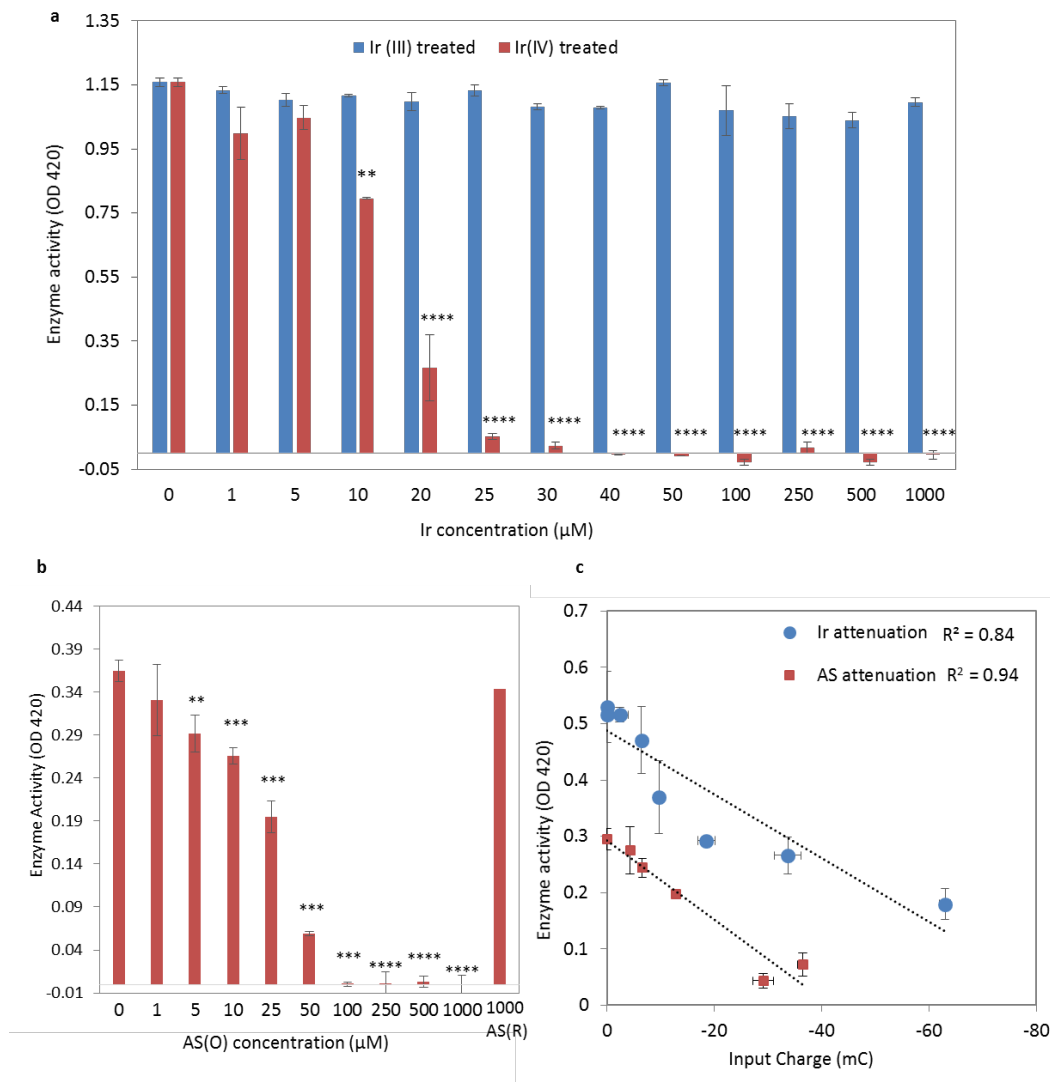 a
1.35
1.15
0.95
0.75
0.55
0.35
0.15
-0.05
Enzyme activity (OD 420)
Ir (III) treated Ir(IV) treated
**
****
****
****
****
****
****
****
****
****
0 1 5 10 20 25 30 40 50 100 250 500 1000
Ir concentration (µM)
b
0.44
0.39
0.34
0.29
0.24
0.19
0.14
0.09
0.04
-0.01
Enzyme Activity (OD 420)
**
***
***
***
***
****
****
****
0 1 5 10 25 50 100 250 500 1000 1000
AS(R)
AS(O) concentration (µM)
c
0.7
0.6
0.5
0.4
0.3
0.2
0.1
0
Enzyme activity (OD 420)
Ir attenuation R² = 0.84
AS attenuation R² = 0.94
0 -20 -40 -60 -80
Input Charge (mC)